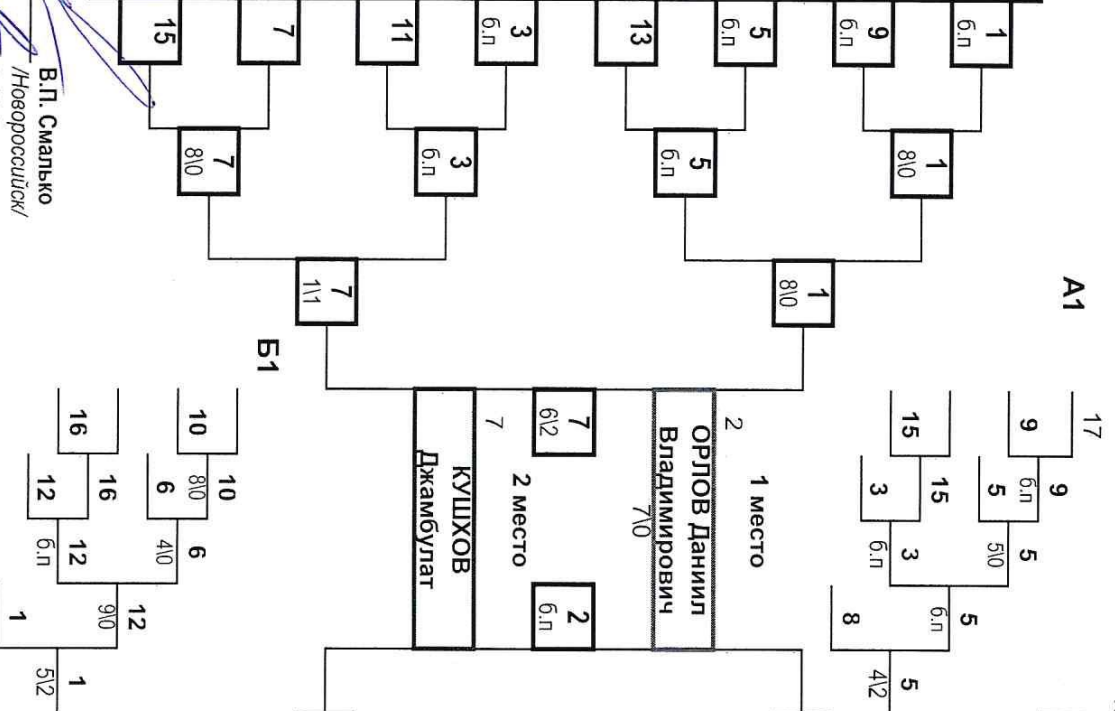 А1
1
б.п
9
б.п
5
б.п
13
3
б.п
11
7
15
1
8\0
5
б.п
3
б.п
7
8\0
1
8\0
7
1\1
1 место
2
ОРЛОВ Даниил
Владимирович
7\0
7
6\2
2
б.п
2 место
7
КУШХОВ
Джамбулат
17
9
9
б.п
5
5
5\0
15
15
3
3
б.п
5
б.п
8
5
4\2
Б1
10
10
8\0
6
6
4\0
16
16
12
12
б.п
12
9\0
1
1
5\2
В.П. Смалько
/Новороссийск/